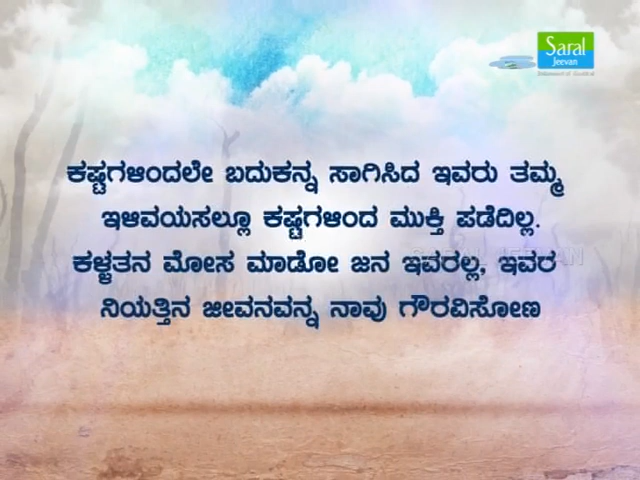 Saral
Jeevan
ಕಷ್ಟಗಳಿಂದಲೇ ಬದುಕನ್ನ ಸಾಗಿಸಿದ ಇವರು ತಮ್ಮ
ಇಳಿವಯಸಲ್ಲೂ ಕಷ್ಟಗಳಿಂದ ಮುಕ್ತಿ ಪಡೆದಿಲ್ಲ.
ಕಳ್ಳತನ ಮೋಸ ಮಾಡೋ ಜನ ಇವರಲ್ಲ, ಇವರ
ನಿಯತ್ತಿನ ಜೀವನವನ್ನ ನಾವು ಗೌರವಿಸೋಣ